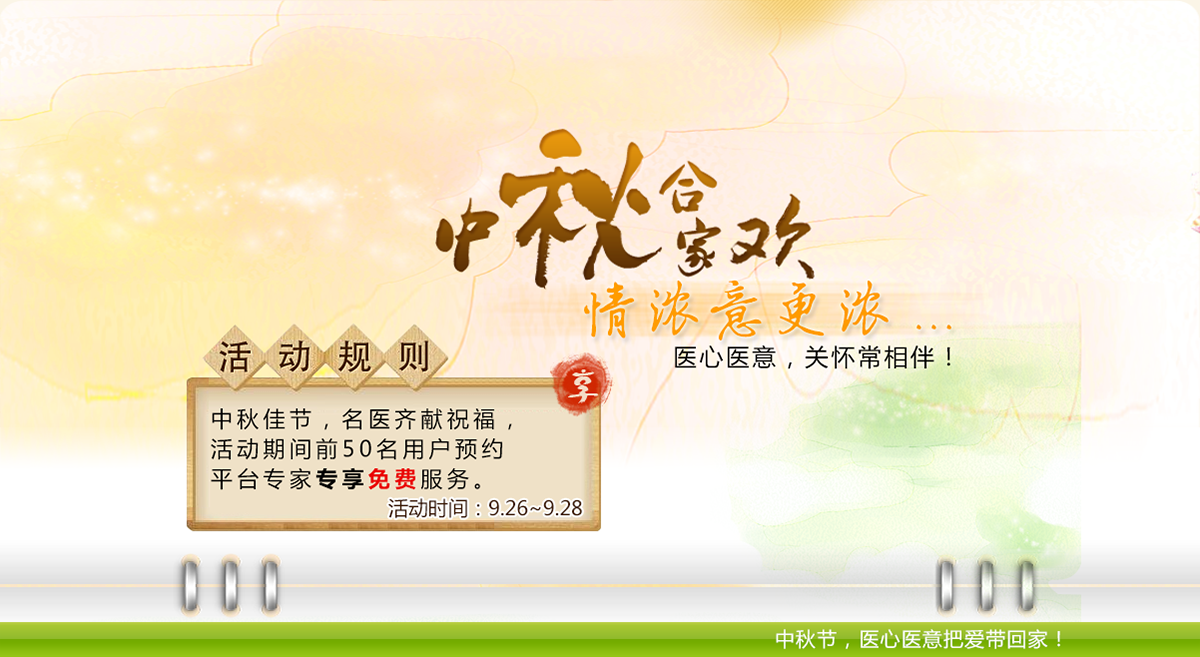 中秋合家欢
情浓意更浓...
医心医意，关怀常相伴！
活动规则
享
中秋佳节，名医齐献祝福，
活动期间前50名用户预约
平台专家专享免费服务。
活动时间：9.26~9.28
中秋节，医心医意把爱带回家！